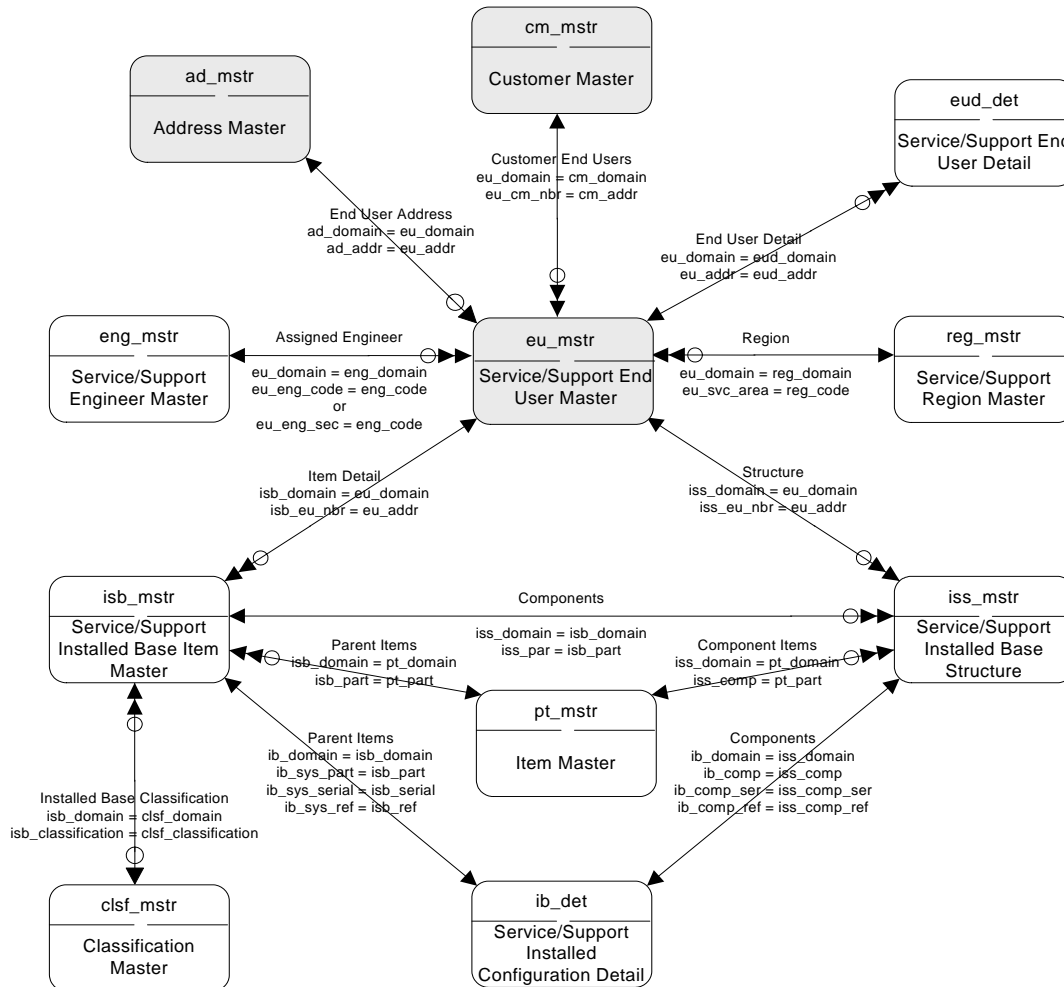 cm_mstr
Customer Master
ad_mstr
Address Master
eud_det
Service/Support End
User Detail
Customer End Users
eu_domain = cm_domain
eu_cm_nbr = cm_addr
End User Address
ad_domain = eu_domain
ad_addr = eu_addr
End User Detail
eu_domain = eud_domain
eu_addr = eud_addr
eng_mstr
Service/Support
Engineer Master
Assigned Engineer
eu_domain = eng_domain
eu_eng_code = eng_code
or
eu_eng_sec = eng_code
eu_mstr
Service/Support End
User Master
Region
eu_domain = reg_domain
eu_svc_area = reg_code
reg_mstr
Service/Support
Region Master
Item Detail
isb_domain = eu_domain
isb_eu_nbr = eu_addr
Structure
iss_domain = eu_domain
iss_eu_nbr = eu_addr
isb_mstr
Service/Support
Installed Base Item
Master
Components
iss_domain = isb_domain
iss_par = isb_part
iss_mstr
Service/Support
Installed Base
Structure
Parent Items
isb_domain = pt_domain
isb_part = pt_part
Component Items
iss_domain = pt_domain
iss_comp = pt_part
pt_mstr
Item Master
Parent Items
ib_domain = isb_domain
ib_sys_part = isb_part
ib_sys_serial = isb_serial
ib_sys_ref = isb_ref
Components
ib_domain = iss_domain
ib_comp = iss_comp
ib_comp_ser = iss_comp_ser
ib_comp_ref = iss_comp_ref
Installed Base Classification
isb_domain = clsf_domain
isb_classification = clsf_classification
clsf_mstr
Classification
Master
ib_det
Service/Support
Installed
Configuration Detail